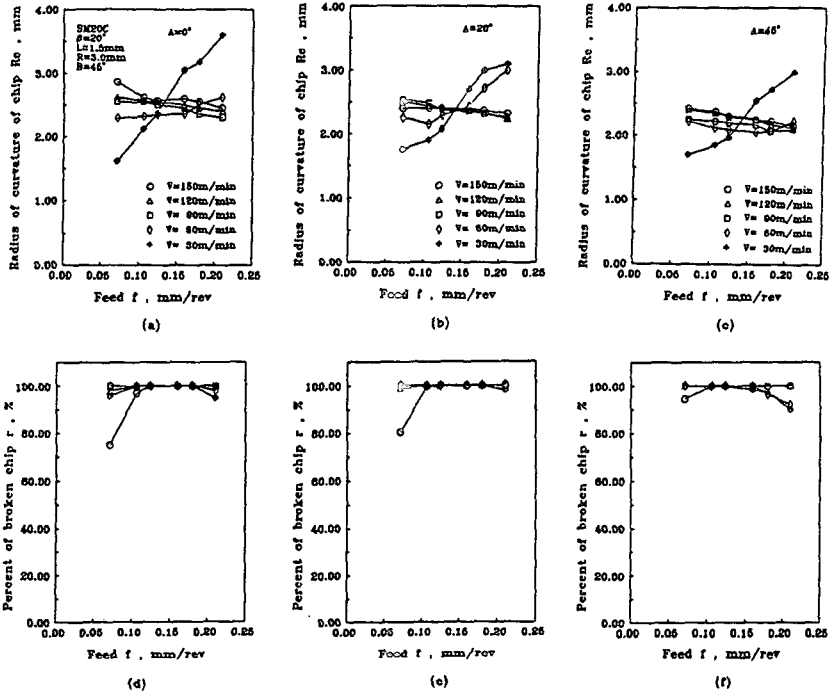 Radius of curvature of chip Rc, mm
4.00
3.00
2.00
1.00
0.00
SM20C
β=20°
L=1.5mm
R=3.0mm
B=45°
A=0°
V=150m/min
V=120m/min
V= 90m/min
V= 60m/min
V= 30m/min
0.00 0.05 0.10 0.15 0.20 0.25
Feed f , mm/rev
(a)
Radius of curvature of chip Rc, mm
4.00
3.00
2.00
1.00
0.00
A=20°
V=150m/min
V=120m/min
V= 90m/min
V= 60m/min
V= 30m/min
0.00 0.05 0.10 0.15 0.20 0.25
Feed f , mm/rev
(b)
Radius of curvature of chip Rc, mm
4.00
3.00
2.00
1.00
0.00
A=45°
V=150m/min
V=120m/min
V= 90m/min
V= 60m/min
V= 30m/min
0.00 0.05 0.10 0.15 0.20 0.25
Feed f , mm/rev
(c)
Percent of broken chip r , %
100.00
80.00
60.00
40.00
20.00
0.00
0.00 0.05 0.10 0.15 0.20 0.25
Feed f , mm/rev
(d)
Percent of broken chip r , %
100.00
80.00
60.00
40.00
20.00
0.00
0.00 0.05 0.10 0.15 0.20 0.25
Feed f , mm/rev
(e)
Percent of broken chip r , %
100.00
80.00
60.00
40.00
20.00
0.00
0.00 0.05 0.10 0.15 0.20 0.25
Feed f , mm/rev
(f)